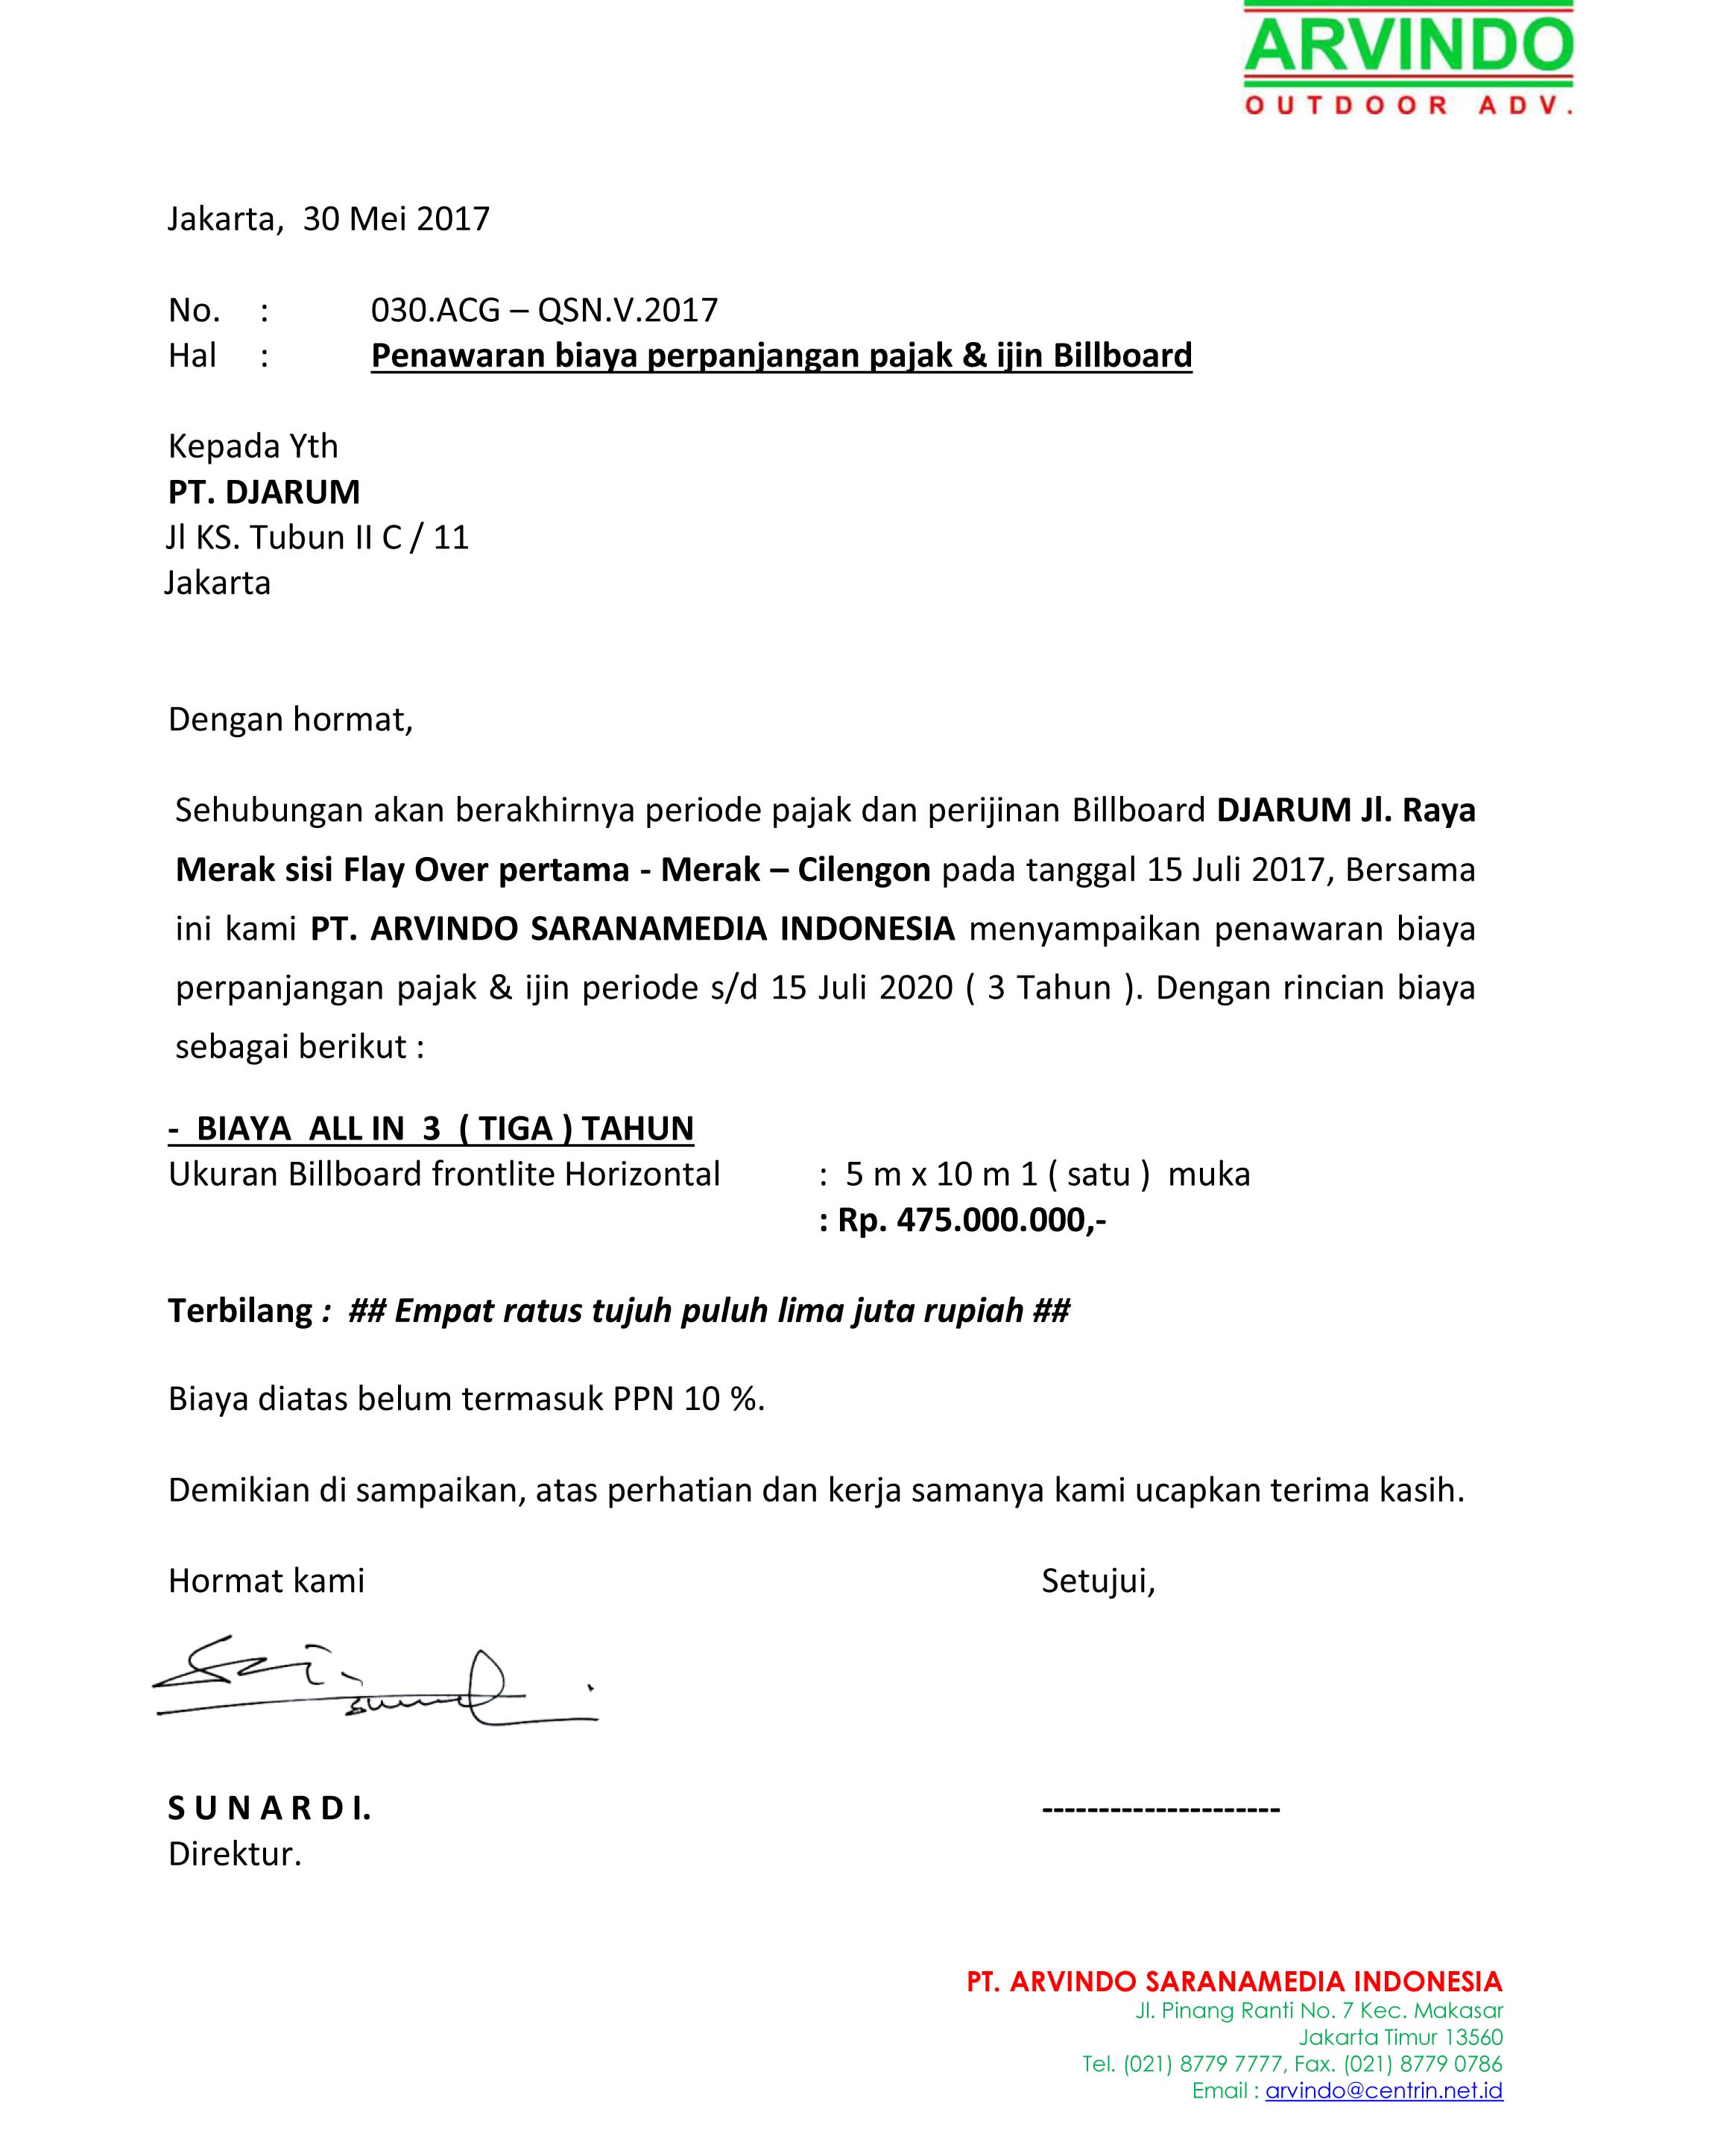 ARVINDO
OUTDOOR ADV.
Jakarta, 30 Mei 2017
No. : 030.ACG – QSN.V.2017
Hal : Penawaran biaya perpanjangan pajak & ijin Billboard
Kepada Yth
PT. DJARUM
Jl KS. Tubun II C / 11
Jakarta
Dengan hormat,
Sehubungan akan berakhirnya periode pajak dan perijinan Billboard DJARUM Jl. Raya
Merak sisi Flay Over pertama - Merak – Cilengon pada tanggal 15 Juli 2017, Bersama
ini kami PT. ARVINDO SARANAMEDIA INDONESIA menyampaikan penawaran biaya
perpanjangan pajak & ijin periode s/d 15 Juli 2020 ( 3 Tahun ). Dengan rincian biaya
sebagai berikut :
- BIAYA ALL IN 3 ( TIGA ) TAHUN
Ukuran Billboard frontlite Horizontal : 5 m x 10 m 1 ( satu ) muka
: Rp. 475.000.000,-
Terbilang : ## Empat ratus tujuh puluh lima juta rupiah ##
Biaya diatas belum termasuk PPN 10 %.
Demikian di sampaikan, atas perhatian dan kerja samanya kami ucapkan terima kasih.
Hormat kami Setujui,
S U N A R D I. ---------------------
Direktur.
PT. ARVINDO SARANAMEDIA INDONESIA
Jl. Pinang Ranti No. 7 Kec. Makasar
Jakarta Timur 13560
Tel. (021) 8779 7777, Fax. (021) 8779 0786
Email : arvindo@centrin.net.id